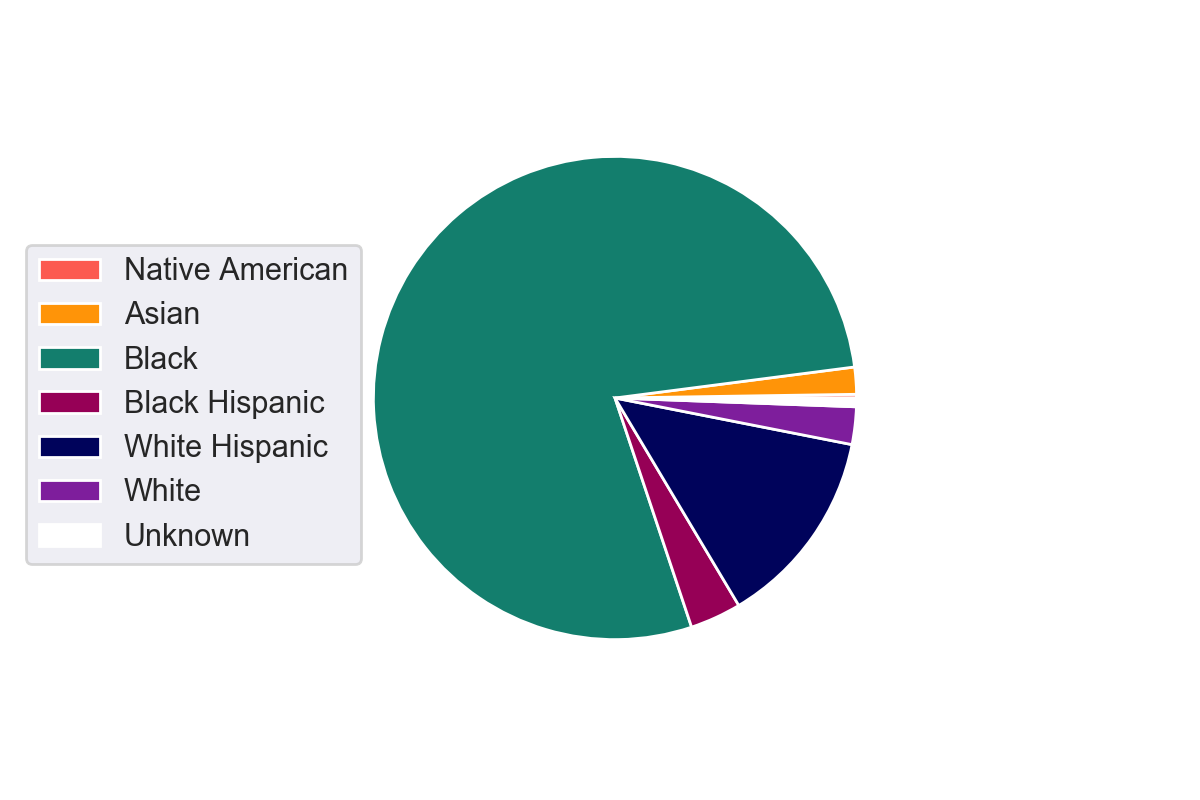 Native American
Asian
Black
Black Hispanic
White Hispanic
White
Unknown